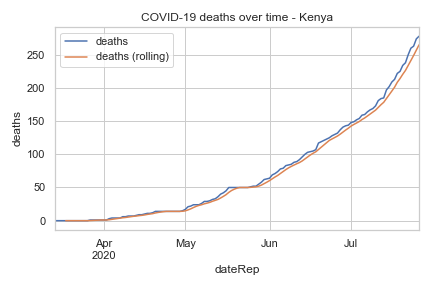 COVID-19 deaths over time - Kenya
deaths
deaths (rolling)
deaths
250
200
150
100
50
0
Apr May Jun Jul
2020
dateRep